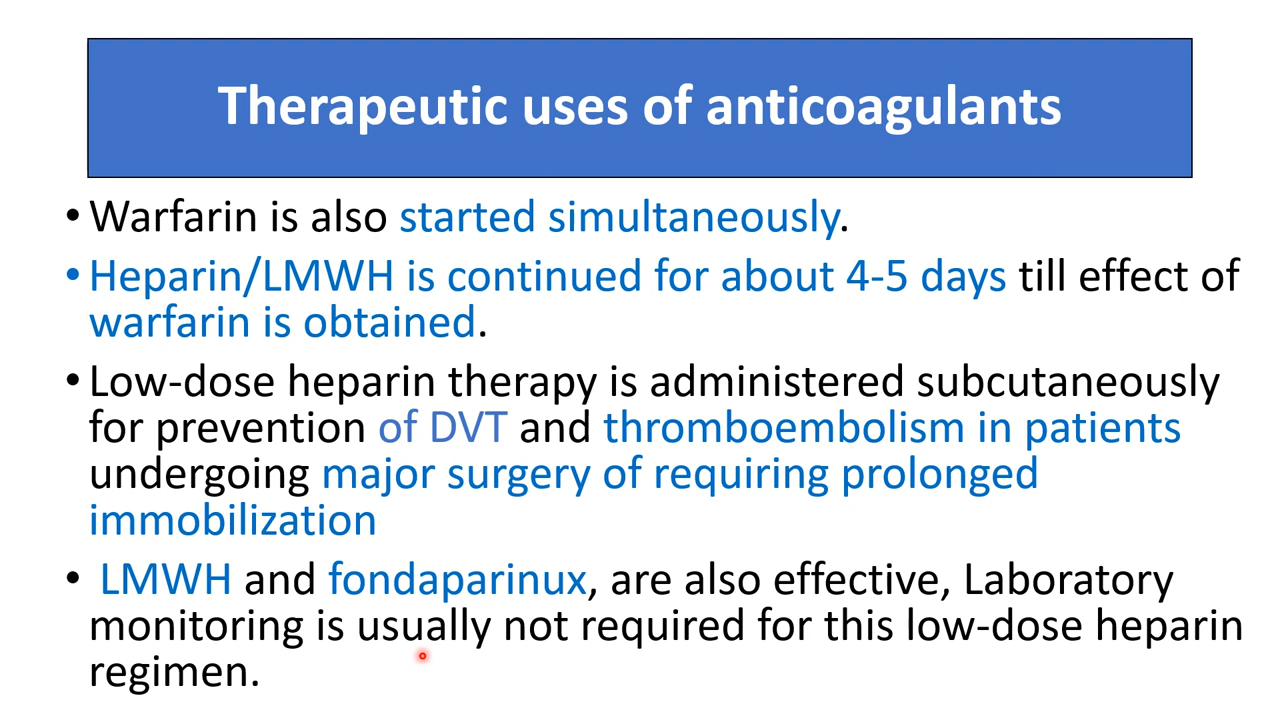 Therapeutic uses of anticoagulants
• Warfarin is also started simultaneously.
• Heparin/LMWH is continued for about 4-5 days till effect of
warfarin is obtained.
• Low-dose heparin therapy is administered subcutaneously
for prevention of DVT and thromboembolism in patients
undergoing major surgery of requiring prolonged
immobilization
• LMWH and fondaparinux, are also effective, Laboratory
monitoring is usually not required for this low-dose heparin
regimen.